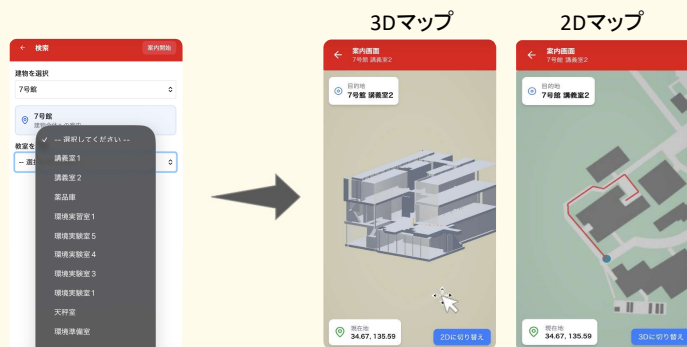 3Dマップ
2Dマップ
← 検索
案内開始
建物を選択
7号館
7号館
教室を
-- 選
✓ -- 選択してください --
講義室1
講義室2
薬品庫
環境実習室1
環境実験室5
環境実験室4
環境実験室3
環境実験室1
天秤室
環境準備室
← 案内画面
7号館 講義室2
目的地
7号館 講義室2
現在地
34.67, 135.59
2Dに切り替え
← 案内画面
7号館 講義室2
目的地
7号館 講義室2
現在地
34.67, 135.59
3Dに切り替え